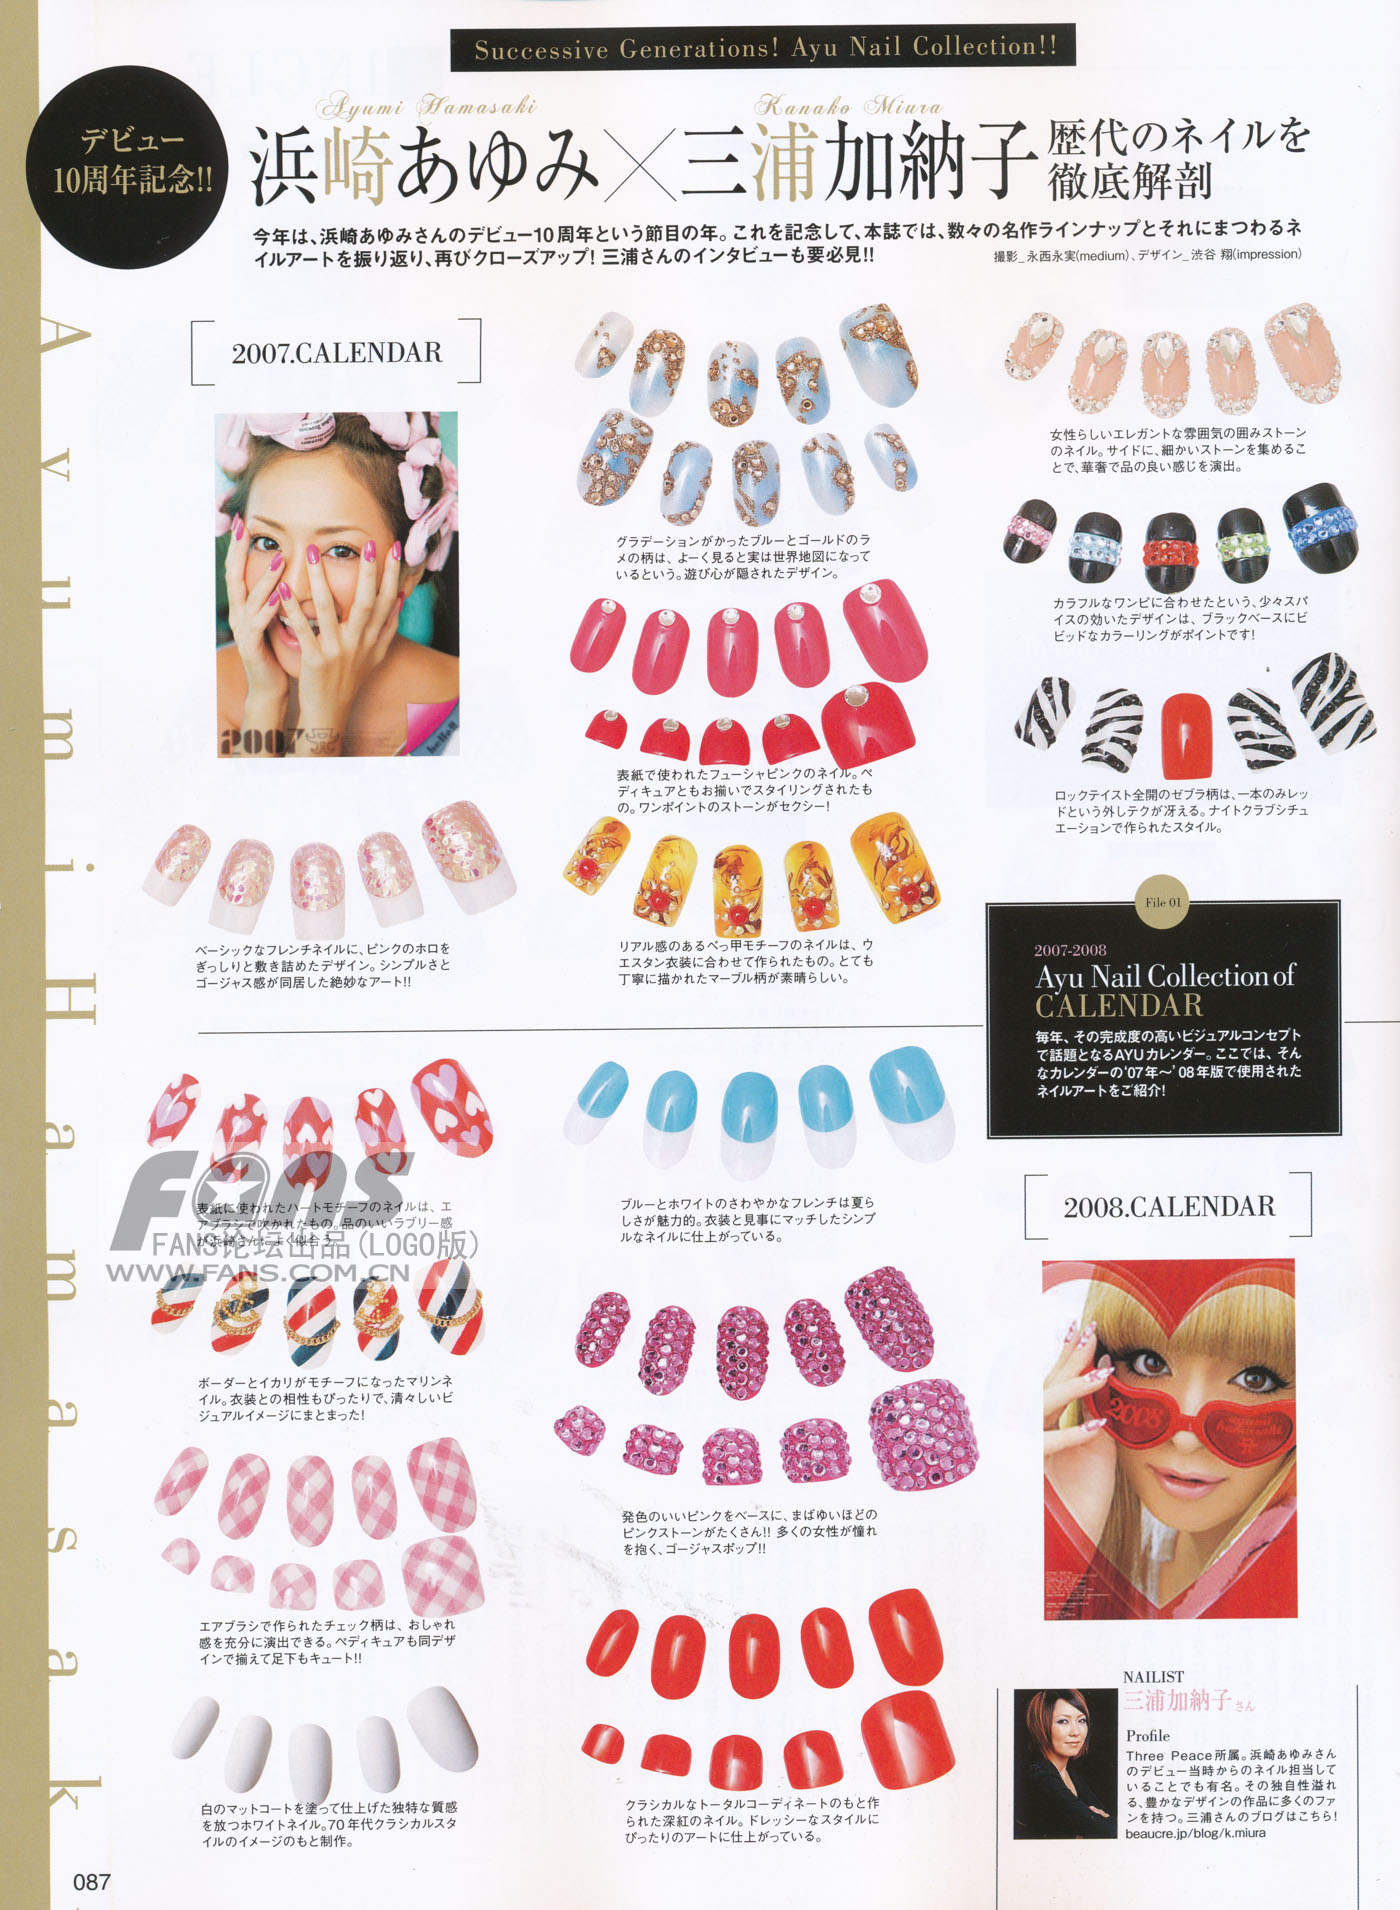 Successive Generations! Ayu Nail Collection!!
デビュー
10周年記念!!
Ayumi Hamasaki
Kanako Miura
浜崎あゆみ×三浦加納子
歴代のネイルを
徹底解剖
今年は、浜崎あゆみさんのデビュー10周年という節目の年。これを記念して、本誌では、数々の名作ラインナップとそれにまつわるネ
イルアートを振り返り、再びクローズアップ! 三浦さんのインタビューも要必見!!
撮影_永西永実(medium)、デザイン_渋谷 翔(impression)
Ayumi Hamasaki
2007.CALENDAR
2007
ベーシックなフレンチネイルに、ピンクのホロを
ぎっしりと敷き詰めたデザイン。シンプルさと
ゴージャス感が同居した絶妙なアート!!
グラデーションがかったブルーとゴールドのラ
メの柄は、よーく見ると実は世界地図になって
いるという。遊び心が隠されたデザイン。
表紙で使われたフューシャピンクのネイル。ペ
ディキュアともお揃いでスタイリングされたも
の。ワンポイントのストーンがセクシー!
リアル感のあるべっ甲モチーフのネイルは、ウ
エスタン衣装に合わせて作られたもの。とても
丁寧に描かれたマーブル柄が素晴らしい。
女性らしいエレガントな雰囲気の囲みストーン
のネイル。サイドに、細かいストーンを集めるこ
とで、華奢で品の良い感じを演出。
カラフルなワンピに合わせたという、少々スパ
イスの効いたデザインは、ブラックベースにビ
ビッドなカラーリングがポイントです!
ロックテイスト全開のゼブラ柄は、一本のみレッ
ドという外しテクが冴える。ナイトクラブシチュ
エーションで作られたスタイル。
File 01
2007-2008
Ayu Nail Collection of
CALENDAR
毎年、その完成度の高いビジュアルコンセプト
で話題となるAYUカレンダー。ここでは、そん
なカレンダーの'07年〜'08年版で使用された
ネイルアートをご紹介!
表紙に使われたハートモチーフのネイルは、エ
アブラシで吹かれたもの。品のいいラブリー感
が浜崎さんによく似合う。
FANS
FANS论坛出品(LOGO版)
WWW.FANS.COM.CN
ボーダーとイカリがモチーフになったマリンネ
イル。衣装との相性もぴったりで、清々しいビ
ジュアルイメージにまとまった!
エアブラシで作られたチェック柄は、おしゃれ
感を充分に演出できる。ペディキュアも同デザ
インで揃えて足下もキュート!!
白のマットコートを塗って仕上げた独特な質感
を放つホワイトネイル。70年代クラシカルスタ
イルのイメージのもと制作。
ブルーとホワイトのさわやかなフレンチは夏ら
しさが魅力的。衣装と見事にマッチしたシンプ
ルなネイルに仕上がっている。
発色のいいピンクをベースに、まばゆいほどの
ピンクストーンがたくさん!! 多くの女性が憧れ
を抱く、ゴージャスポップ!!
クラシカルなトータルコーディネートのもと作
られた深紅のネイル。ドレッシーなスタイルに
ぴったりのアートに仕上がっている。
2008.CALENDAR
2008
ayumi hamasaki
NAILIST
三浦加納子さん
Profile
Three Peace所属。浜崎あゆみさん
のデビュー当時からのネイル担当して
いることでも有名。その独自性溢れ
る、豊かなデザインの作品に多くのファ
ンを持つ。三浦さんのブログはこちら!
beaucre.jp/blog/k.miura
087